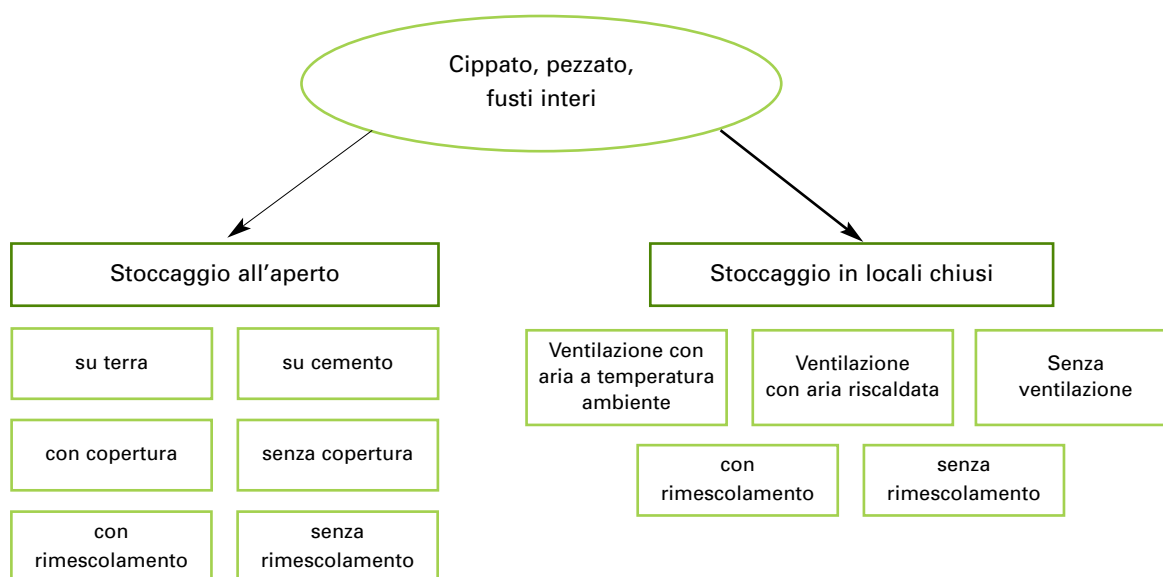 Cippato, pezzato,
fusti interi
Stoccaggio all'aperto
Stoccaggio in locali chiusi
su terra
su cemento
con copertura
senza copertura
con
rimescolamento
senza
rimescolamento
Ventilazione con
aria a temperatura
ambiente
Ventilazione
con aria riscaldata
Senza
ventilazione
con
rimescolamento
senza
rimescolamento